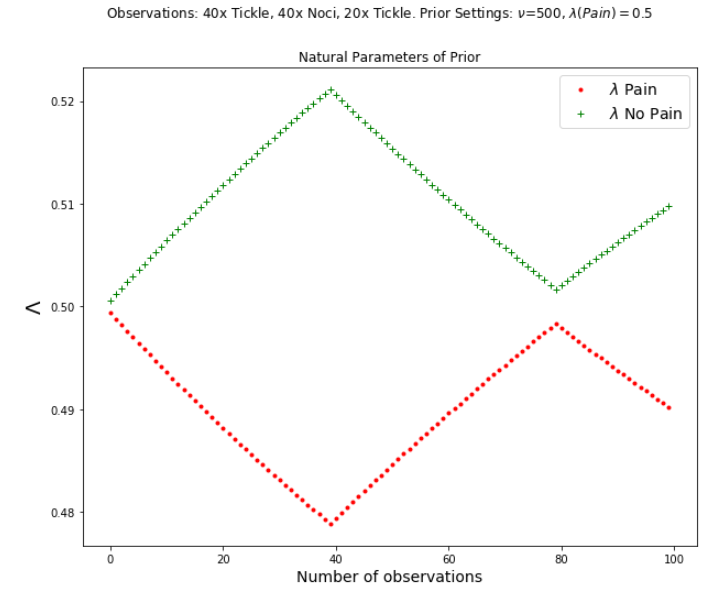 Observations: 40x Tickle, 40x Noci, 20x Tickle. Prior Settings: ν=500, λ(Pain) = 0.5
Natural Parameters of Prior
λ Pain
λ No Pain
0.52
0.51
0.50
0.49
0.48
Λ
0 20 40 60 80 100
Number of observations